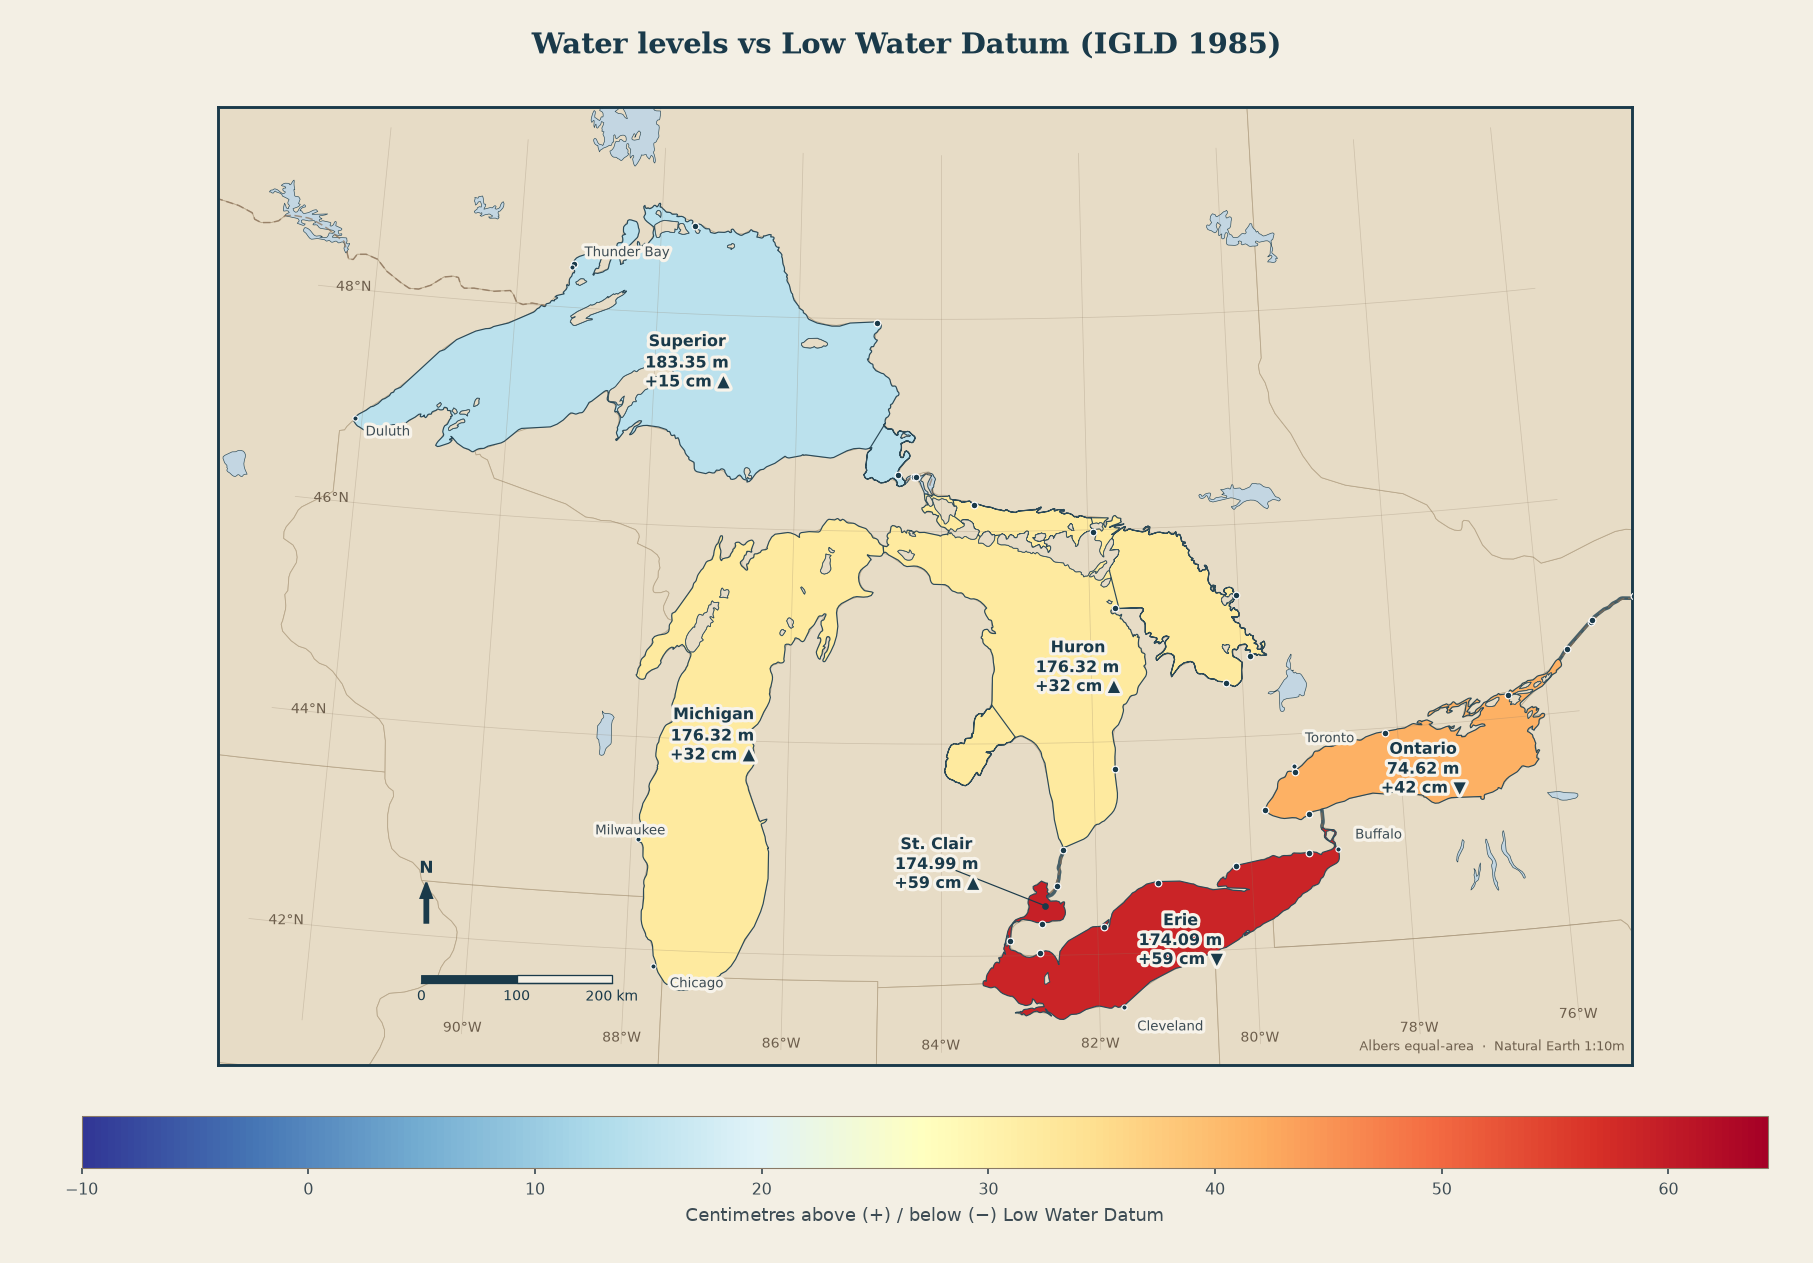 Water levels vs Low Water Datum (IGLD 1985)
Thunder Bay
48°N
Superior
183.35 m
+15 cm ▲
Duluth
46°N
Huron
176.32 m
+32 cm ▲
44°N
Michigan
176.32 m
+32 cm ▲
Toronto
Ontario
74.62 m
+42 cm ▼
Milwaukee
Buffalo
St. Clair
174.99 m
+59 cm ▲
N
42°N
Erie
174.09 m
+59 cm ▼
Chicago
0 100 200 km
Cleveland
90°W 88°W 86°W 84°W 82°W 80°W 78°W 76°W
Albers equal-area · Natural Earth 1:10m
−10 0 10 20 30 40 50 60
Centimetres above (+) / below (−) Low Water Datum